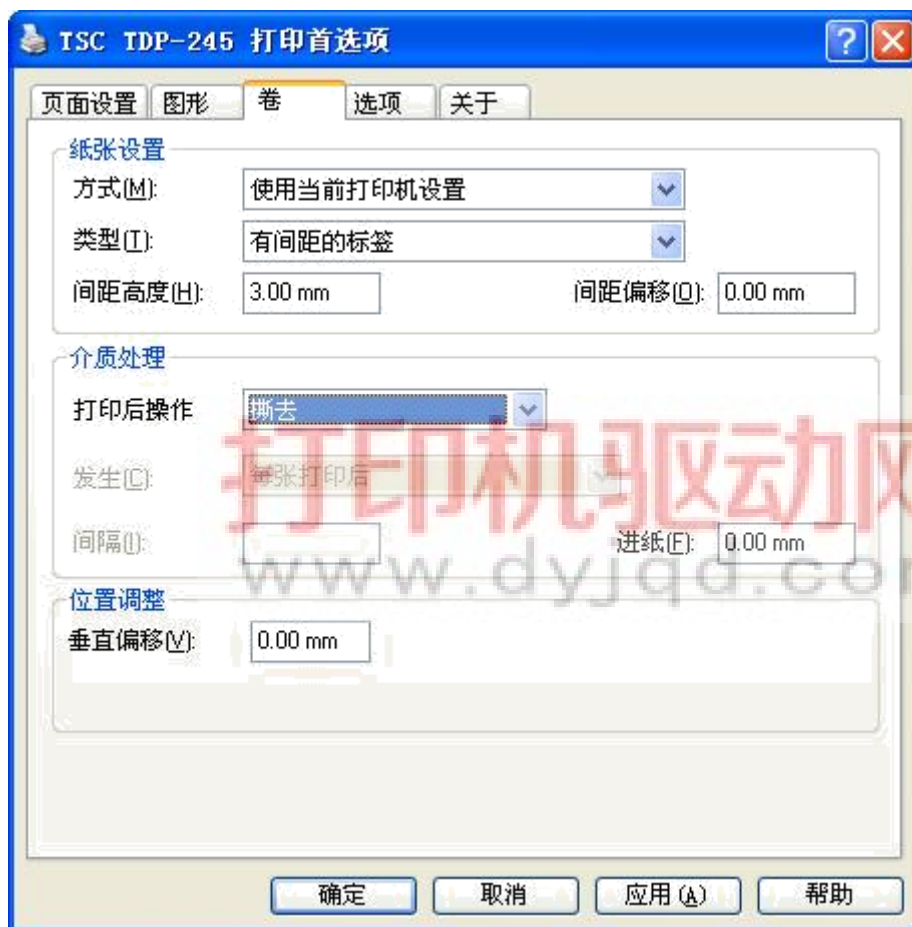 TSC TDP-245 打印首选项
页面设置 图形 卷 选项 关于
纸张设置
方式(M): 使用当前打印机设置
类型(T): 有间距的标签
间距高度(H): 3.00 mm 间距偏移(O): 0.00 mm
介质处理
打印后操作 撕去
打印机驱动网
发生(C): 每张打印后
间隔(I): 进纸(F): 0.00 mm
www.dyjqd.com
位置调整
垂直偏移(V): 0.00 mm
确定 取消 应用(A) 帮助